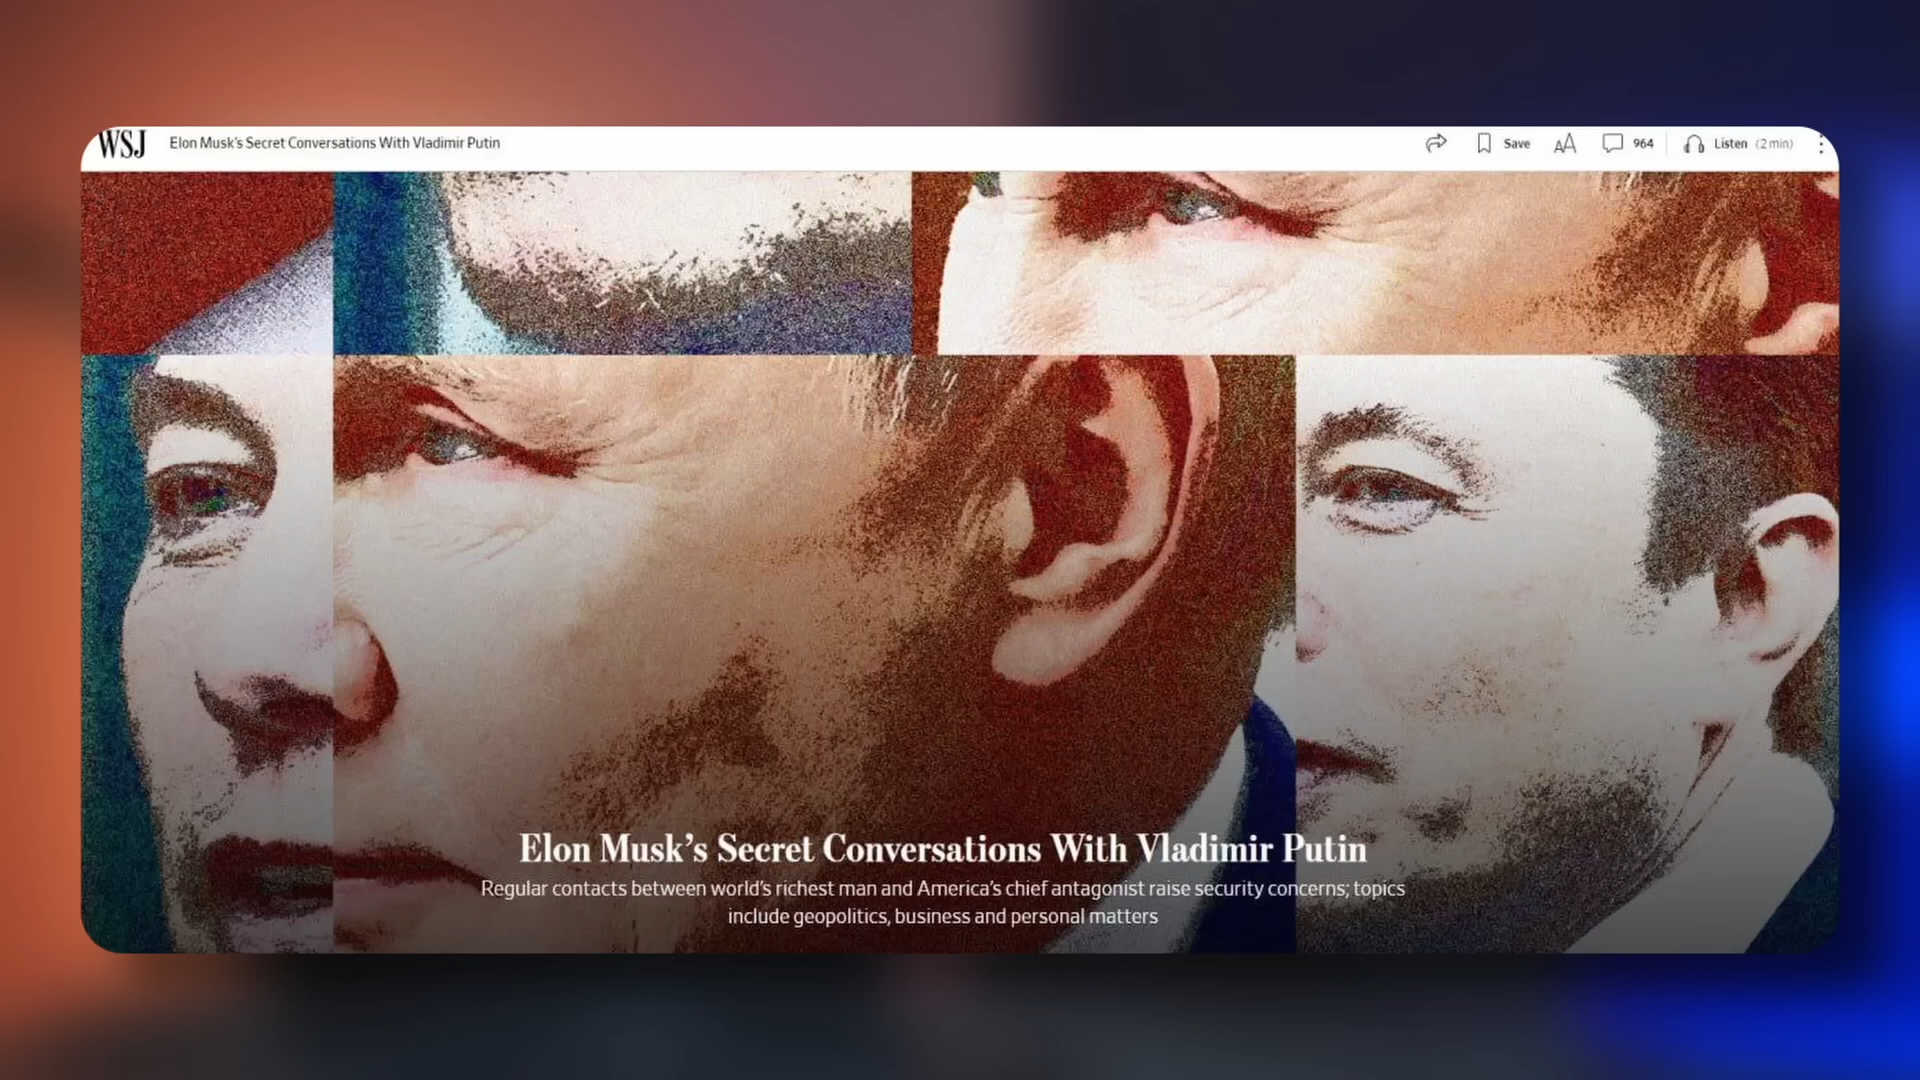 WSJ Elon Musk's Secret Conversations With Vladimir Putin Save AA 964 Listen (2 min)
Elon Musk's Secret Conversations With Vladimir Putin
Regular contacts between world's richest man and America's chief antagonist raise security concerns; topics
include geopolitics, business and personal matters